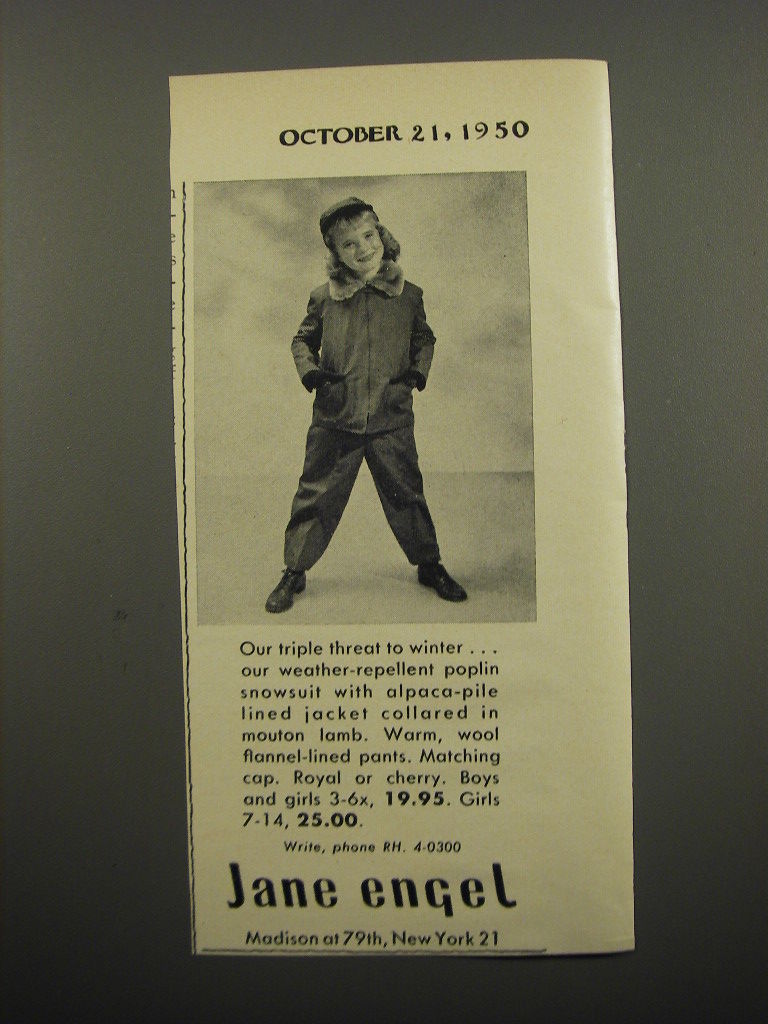 OCTOBER 21, 1950
Our triple threat to winter . . .
our weather-repellent poplin
snowsuit with alpaca-pile
lined jacket collared in
mouton lamb. Warm, wool
flannel-lined pants. Matching
cap. Royal or cherry. Boys
and girls 3-6x, 19.95. Girls
7-14, 25.00.
Write, phone RH. 4-0300
Jane engel
Madison at 79th, New York 21